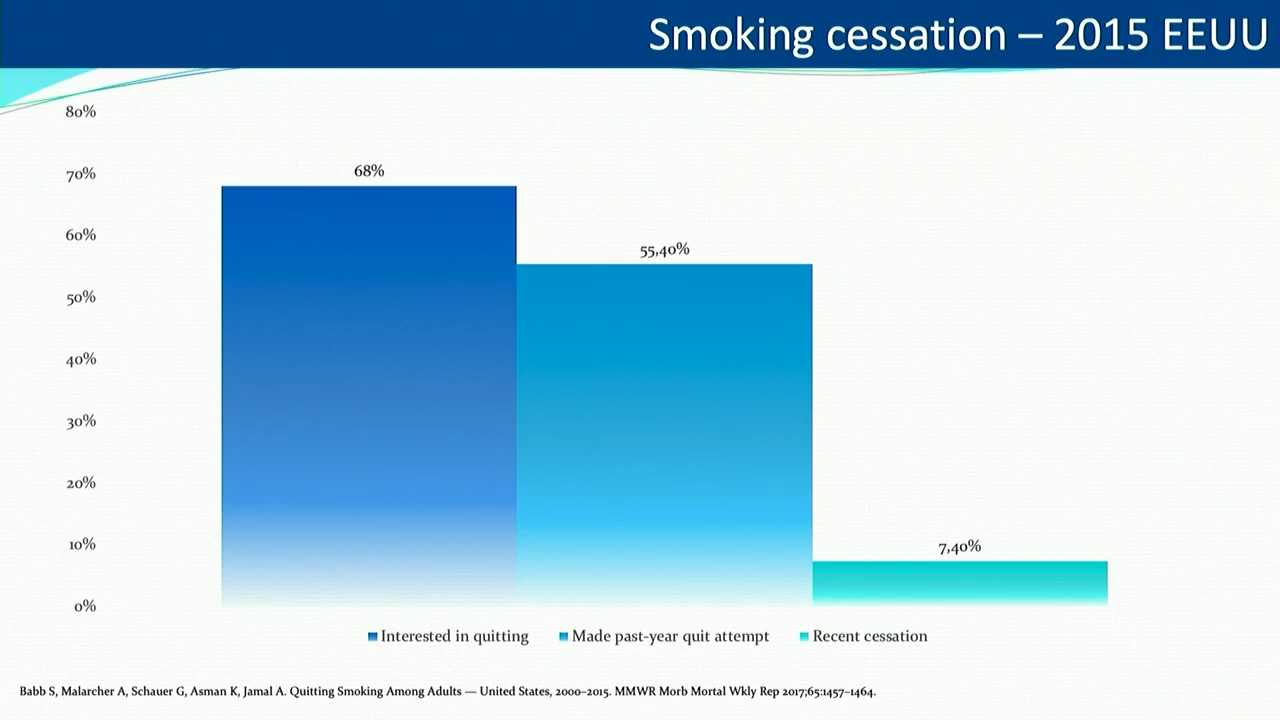 Smoking cessation – 2015 EEUU
80%
70%
60%
50%
40%
30%
20%
10%
0%
68%
55,40%
7,40%
Interested in quitting
Made past-year quit attempt
Recent cessation
Babb S, Malarcher A, Schauer G, Asman K, Jamal A. Quitting Smoking Among Adults — United States, 2000–2015. MMWR Morb Mortal Wkly Rep 2017;65:1457–1464.